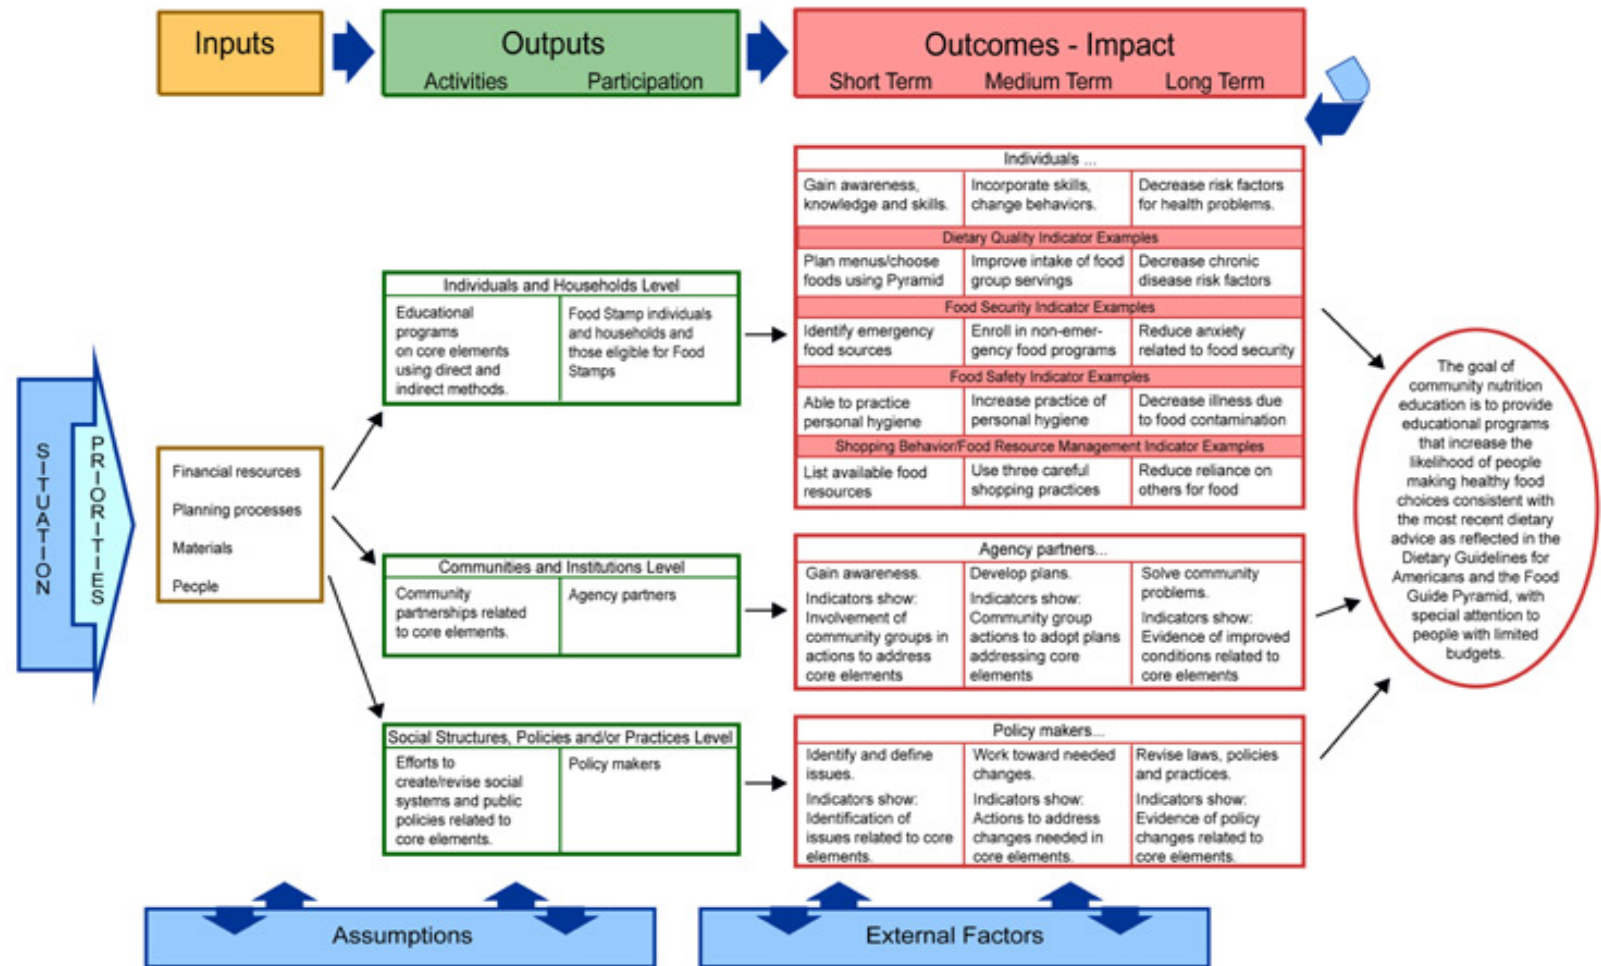 Inputs
Outputs
Activities
Participation
Outcomes - Impact
Short Term
Medium Term
Long Term
SITUATION
PRIORITIES
Financial resources
Planning processes
Materials
People
Individuals and Households Level
Educational
programs
on core elements
using direct and
indirect methods.
Food Stamp individuals
and households and
those eligible for Food
Stamps
Communities and Institutions Level
Community
partnerships related
to core elements.
Agency partners
Social Structures, Policies and/or Practices Level
Efforts to
create/revise social
systems and public
policies related to
core elements.
Policy makers
Individuals ...
Gain awareness,
knowledge and skills.
Incorporate skills,
change behaviors.
Decrease risk factors
for health problems.
Dietary Quality Indicator Examples
Plan menus/choose
foods using Pyramid
Improve intake of food
group servings
Decrease chronic
disease risk factors
Food Security Indicator Examples
Identify emergency
food sources
Enroll in non-emer-
gency food programs
Reduce anxiety
related to food security
Food Safety Indicator Examples
Able to practice
personal hygiene
Increase practice of
personal hygiene
Decrease illness due
to food contamination
Shopping Behavior/Food Resource Management Indicator Examples
List available food
resources
Use three careful
shopping practices
Reduce reliance on
others for food
Agency partners...
Gain awareness.
Indicators show:
Involvement of
community groups in
actions to address
core elements
Develop plans.
Indicators show:
Community group
actions to adopt plans
addressing core
elements
Solve community
problems.
Indicators show:
Evidence of improved
conditions related to
core elements
Policy makers...
Identify and define
issues.
Indicators show:
Identification of
issues related to core
elements.
Work toward needed
changes.
Indicators show:
Actions to address
changes needed in
core elements.
Revise laws, policies
and practices.
Indicators show:
Evidence of policy
changes related to
core elements.
The goal of
community nutrition
education is to provide
educational programs
that increase the
likelihood of people
making healthy food
choices consistent with
the most recent dietary
advice as reflected in the
Dietary Guidelines for
Americans and the Food
Guide Pyramid, with
special attention to
people with limited
budgets.
Assumptions
External Factors